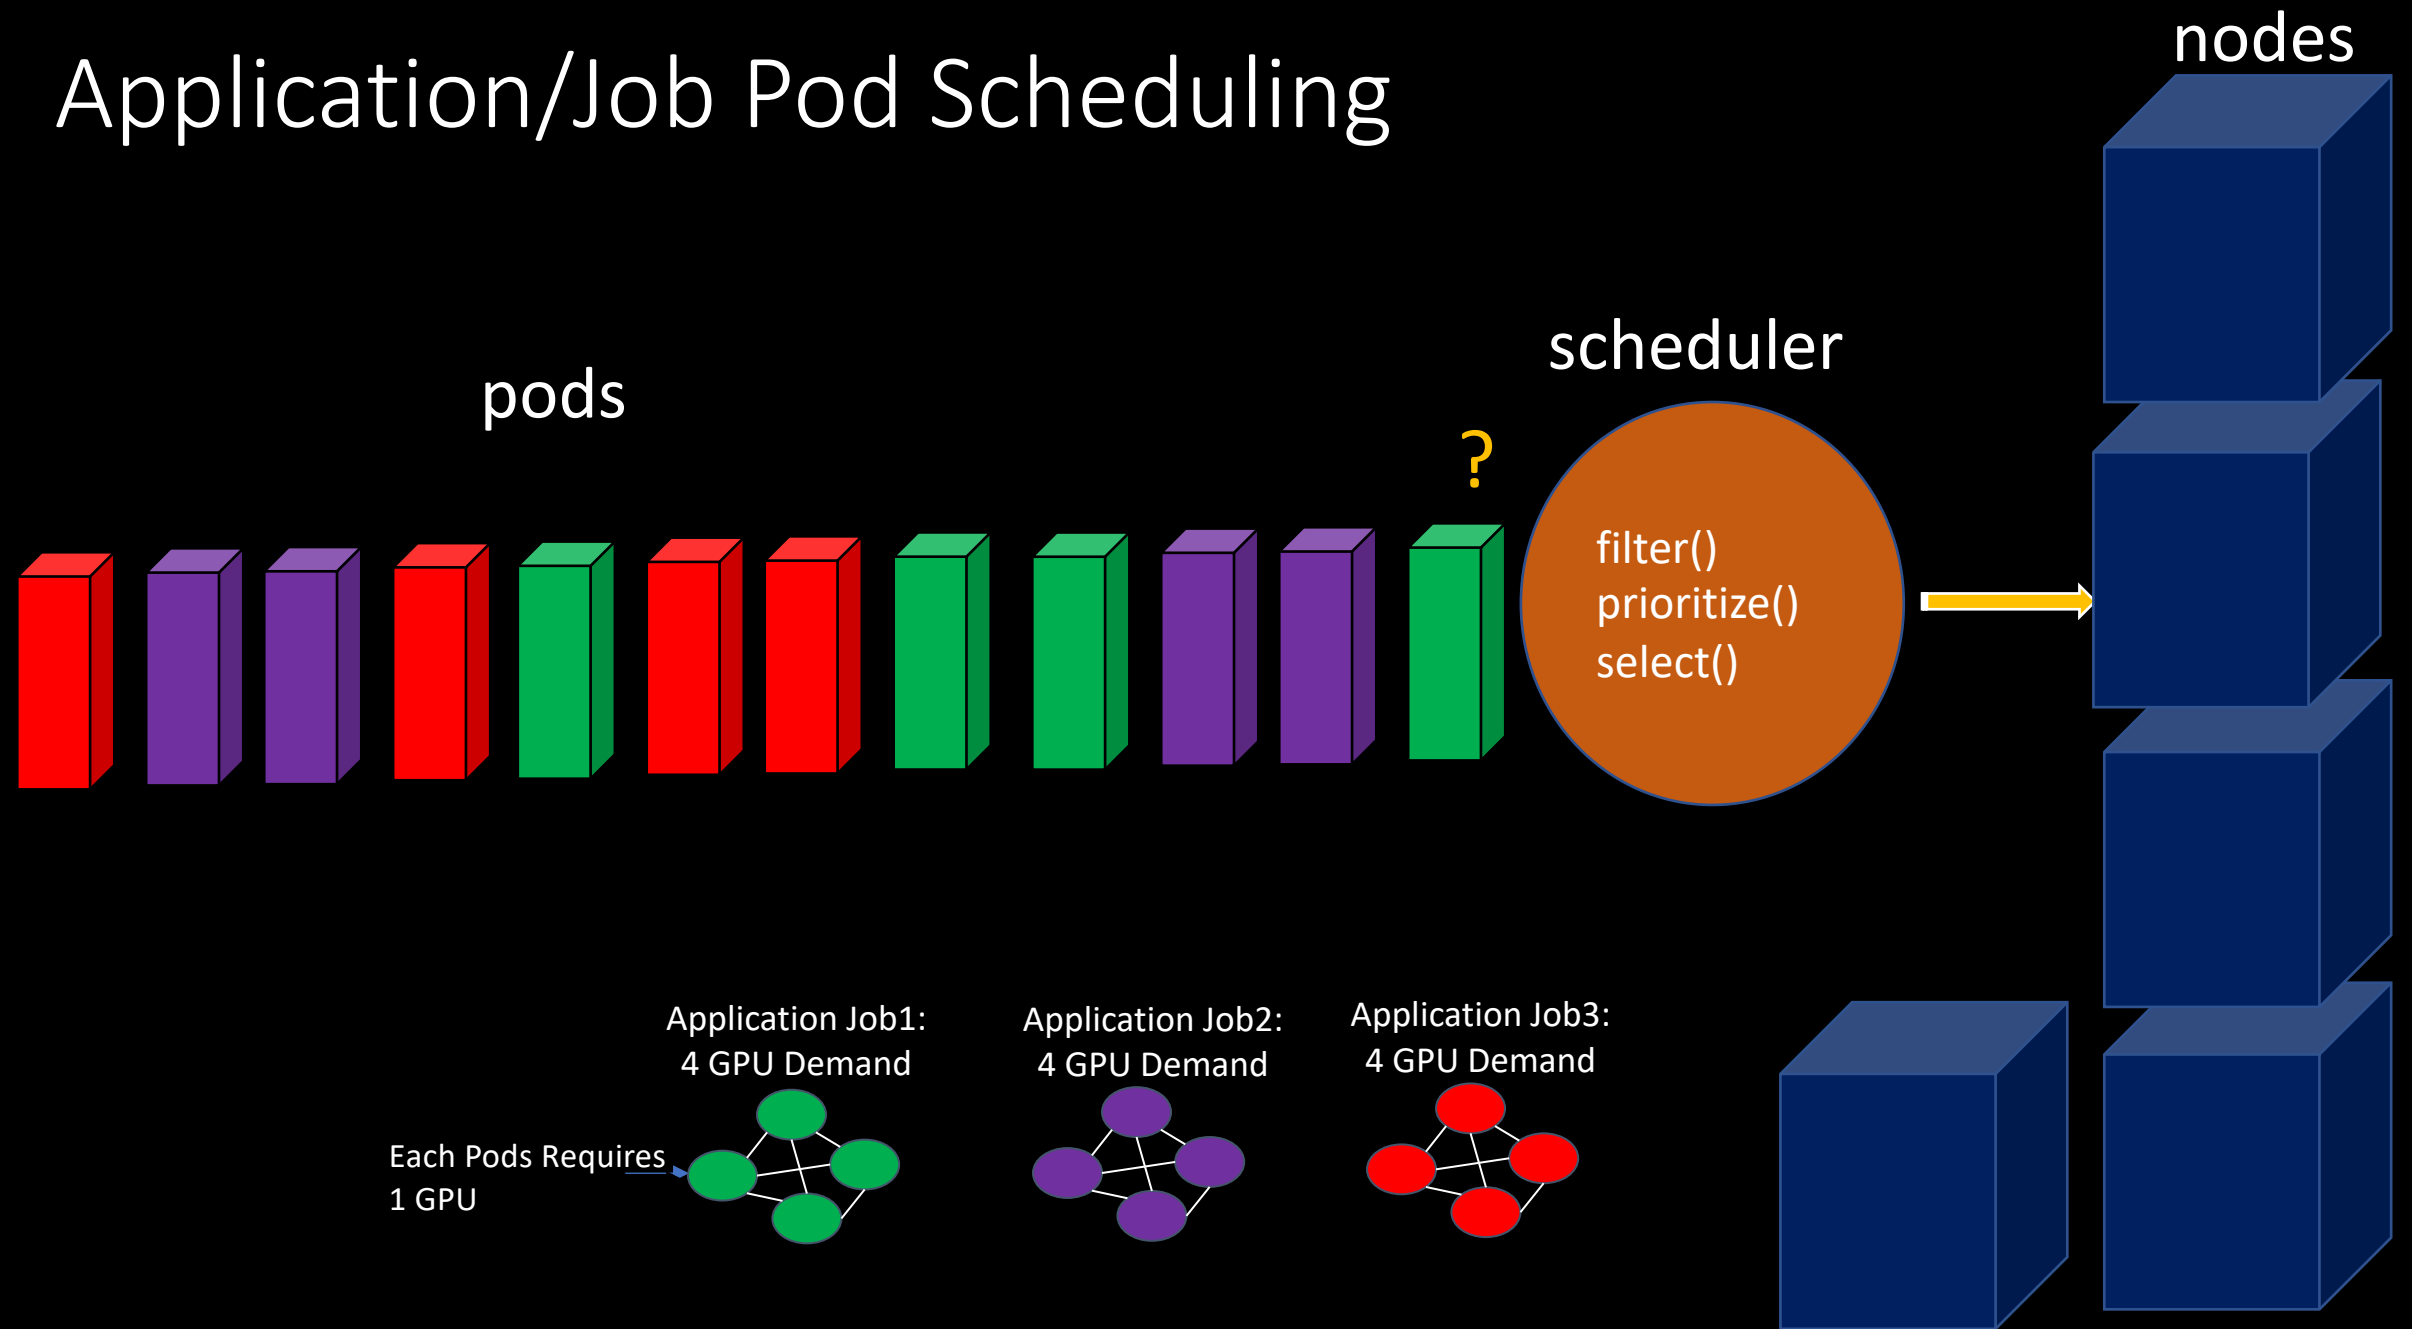 Application/Job Pod Scheduling
nodes
pods
scheduler
?
filter()
prioritize()
select()
Application Job1:
4 GPU Demand
Application Job2:
4 GPU Demand
Application Job3:
4 GPU Demand
Each Pods Requires
1 GPU